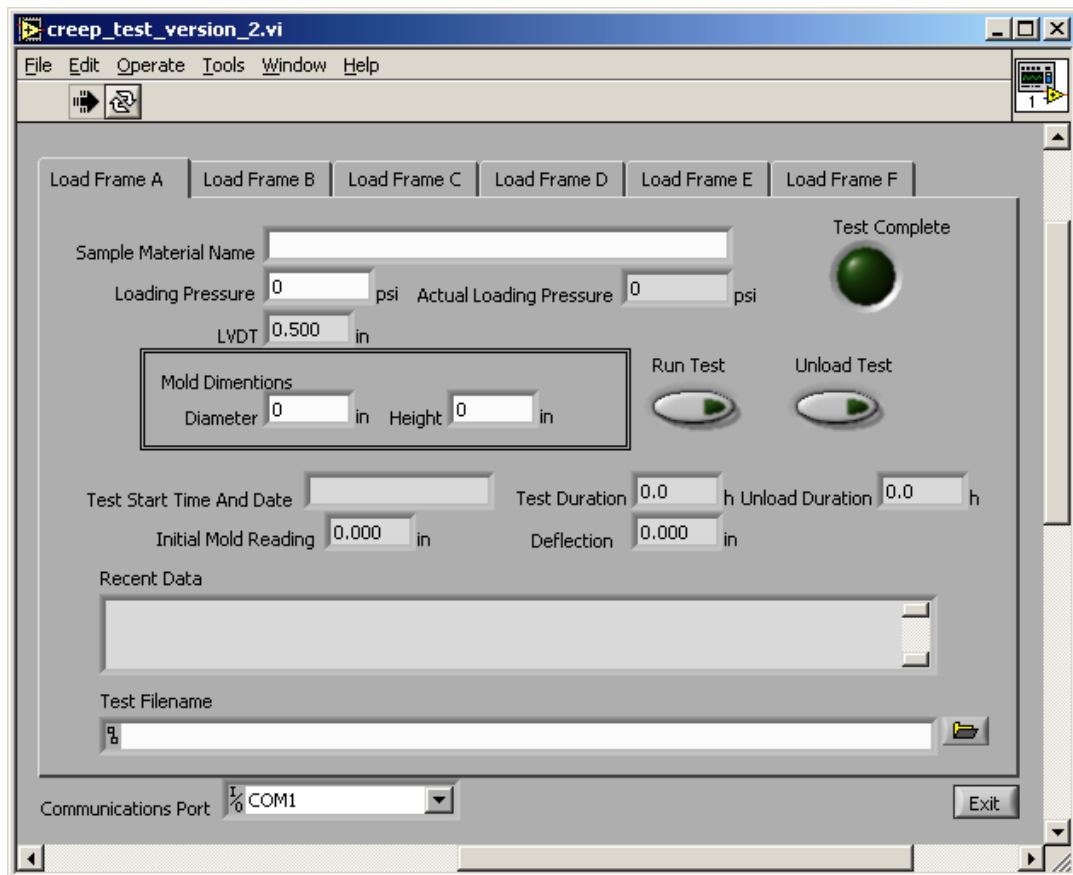 creep_test_version_2.vi
File Edit Operate Tools Window Help
1
Load Frame A Load Frame B Load Frame C Load Frame D Load Frame E Load Frame F
Test Complete
Sample Material Name
Loading Pressure 0 psi Actual Loading Pressure 0 psi
LVDT 0.500 in
Run Test Unload Test
Mold Dimentions
Diameter 0 in Height 0 in
Test Start Time And Date Test Duration 0.0 h Unload Duration 0.0 h
Initial Mold Reading 0.000 in Deflection 0.000 in
Recent Data
Test Filename
Communications Port I/O COM1 Exit